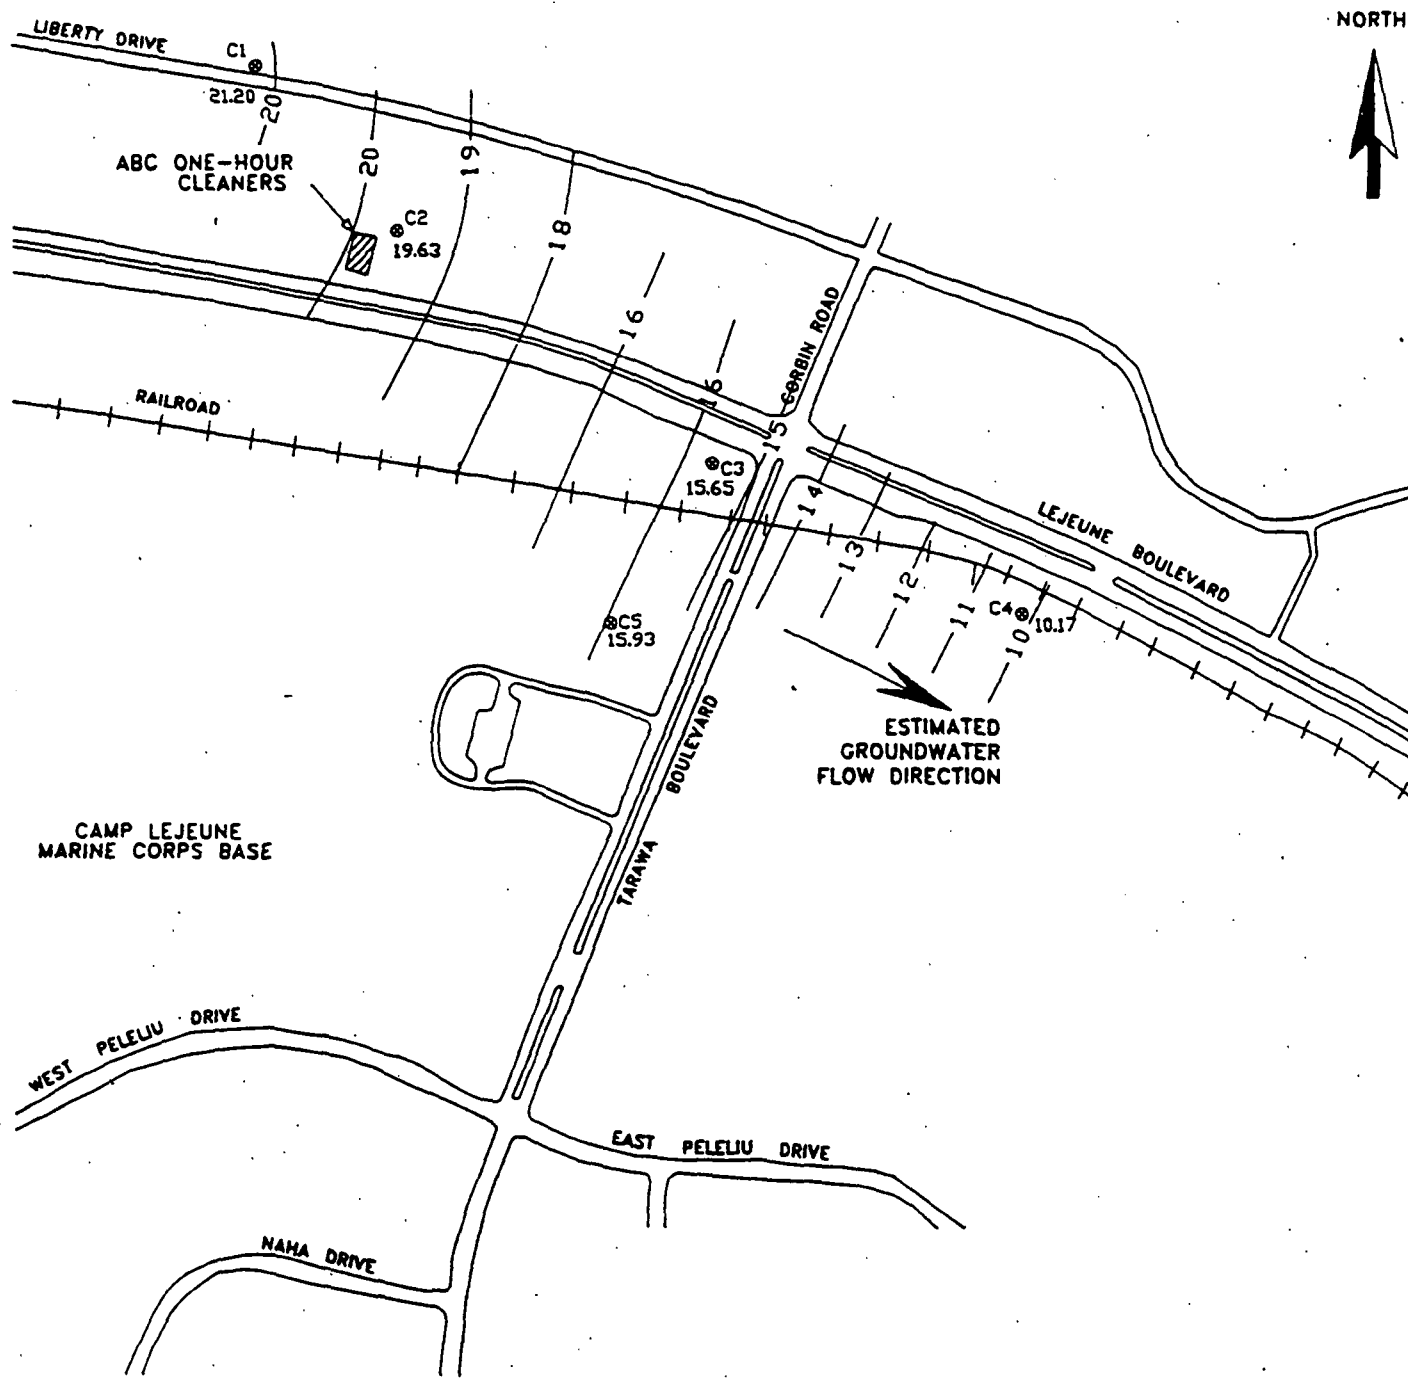 NORTH
LIBERTY DRIVE
C1
21.20
20
20
19
18
16
16
15
14
13
12
11
10
ABC ONE-HOUR
CLEANERS
C2
19.63
CORBIN ROAD
RAILROAD
C3
15.65
LEJEUNE BOULEVARD
C4
10.17
C5
15.93
ESTIMATED
GROUNDWATER
FLOW DIRECTION
TARAWA BOULEVARD
CAMP LEJEUNE
MARINE CORPS BASE
WEST PELELIU DRIVE
EAST PELELIU DRIVE
NAHA DRIVE